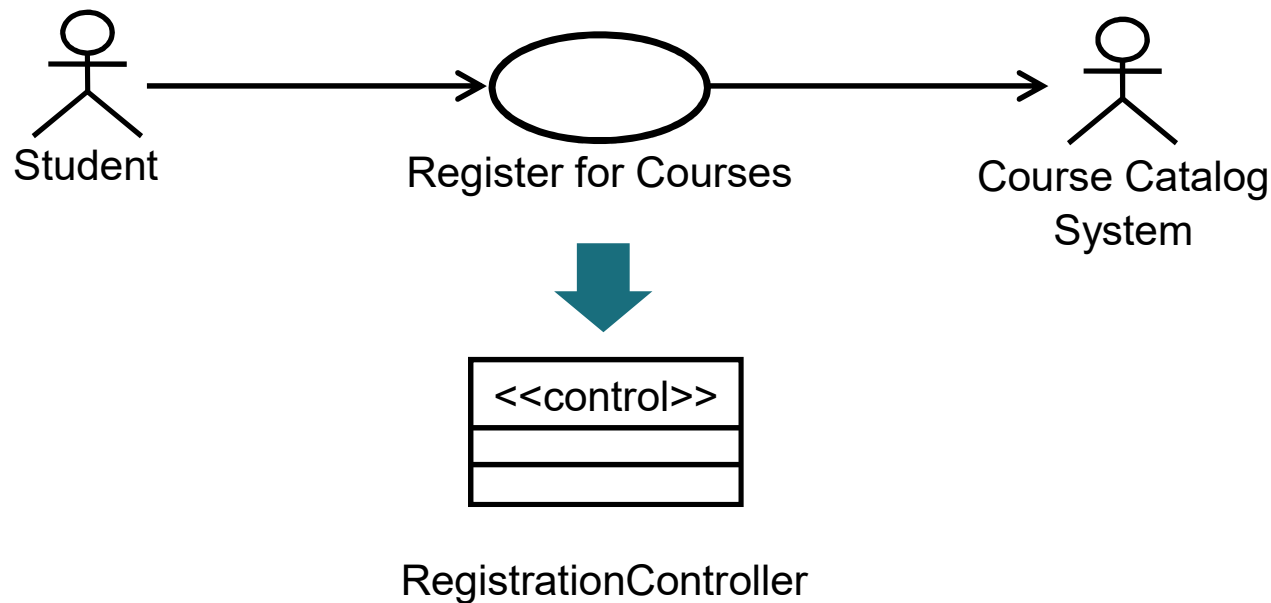 Student
Register for Courses
Course Catalog
System
<<control>>
RegistrationController